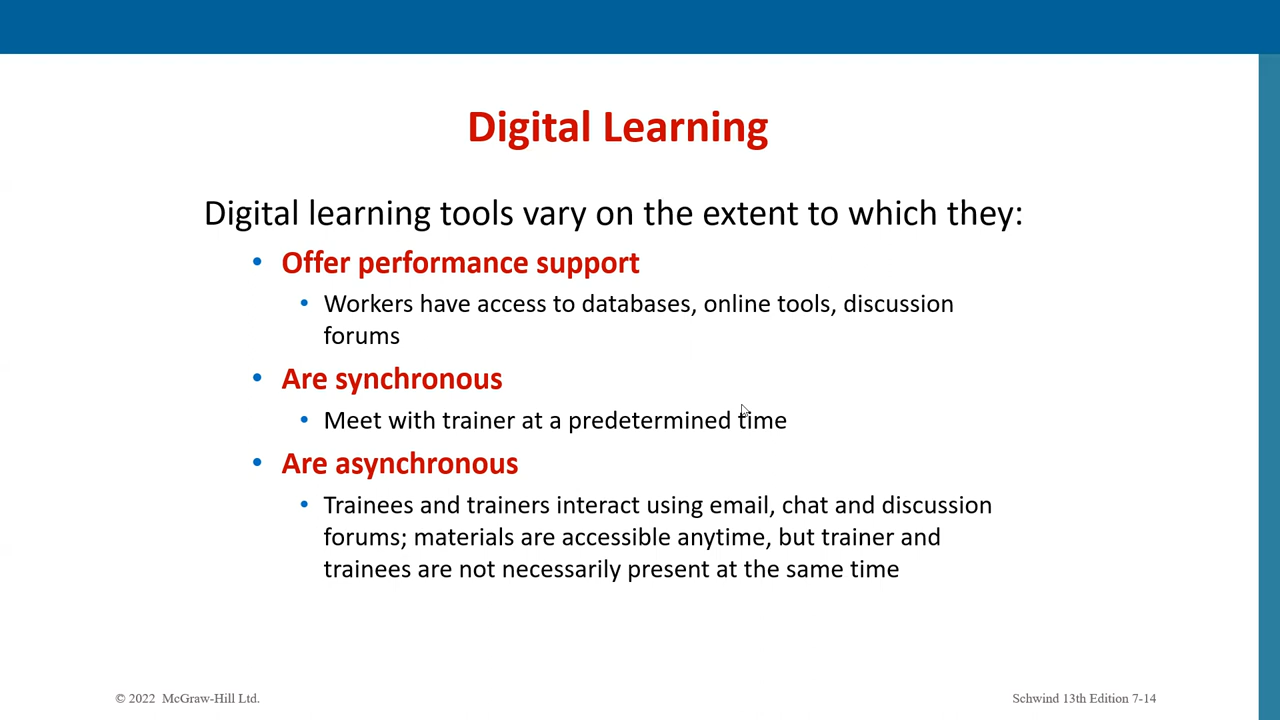 Digital Learning
Digital learning tools vary on the extent to which they:
• Offer performance support
• Workers have access to databases, online tools, discussion
forums
• Are synchronous
• Meet with trainer at a predetermined time
• Are asynchronous
• Trainees and trainers interact using email, chat and discussion
forums; materials are accessible anytime, but trainer and
trainees are not necessarily present at the same time
© 2022 McGraw-Hill Ltd.
Schwind 13th Edition 7-14